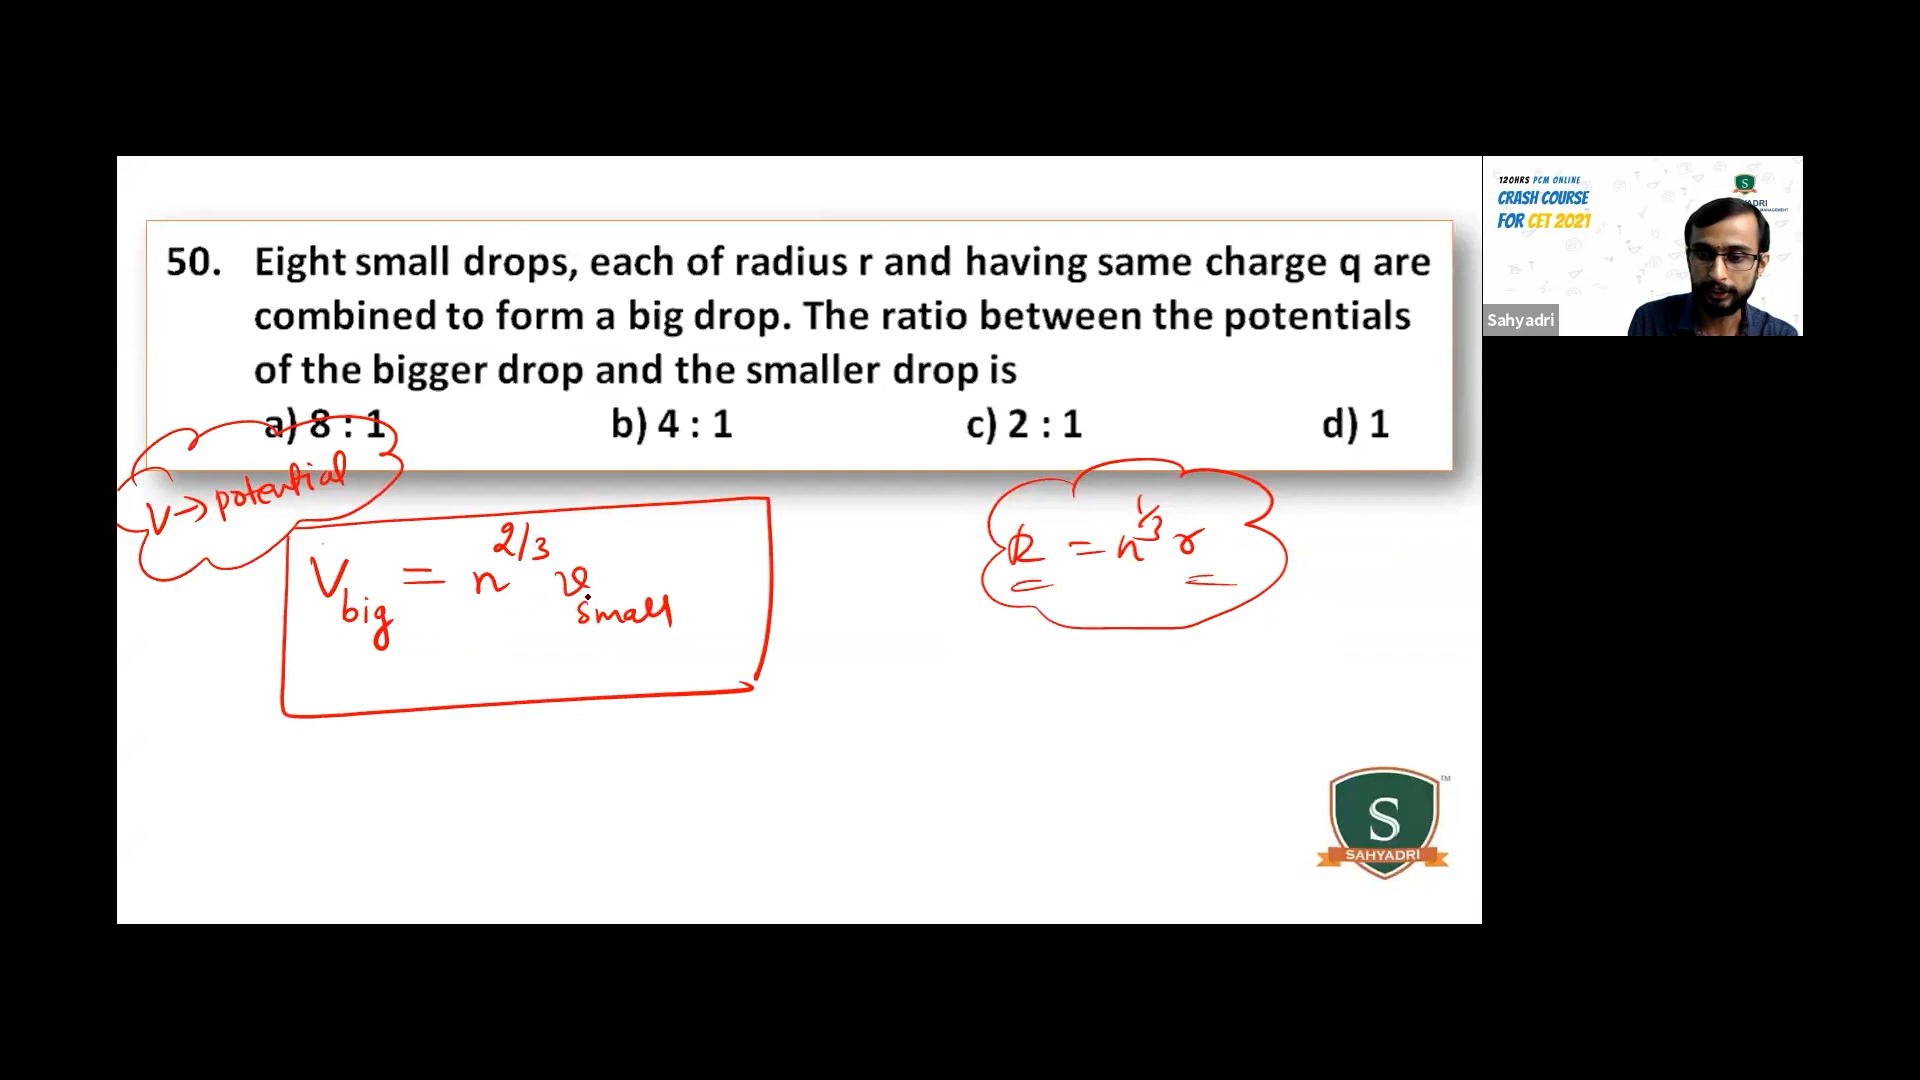 50. Eight small drops, each of radius r and having same charge q are
combined to form a big drop. The ratio between the potentials
of the bigger drop and the smaller drop is
a) 8 : 1 b) 4 : 1 c) 2 : 1 d) 1
V → potential
V_big = n^2/3 v_small
R = n^1/3 r
S
SAHYADRI
TM
120HRS PCM ONLINE
CRASH COURSE
FOR CET 2021
S
Sahyadri